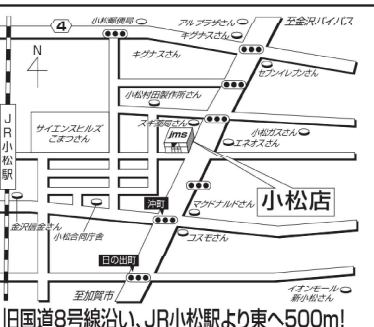 小松郵便局
アルプラザさん
至金沢バイパス
4
キグナスさん
キグナスさん
N
セブンイレブンさん
小松村田製作所さん
スギ薬局さん
JR小松駅
サイエンスヒルズ
こまつさん
jms
小松ガスさん
エネオスさん
小松店
沖町
マクドナルドさん
金沢信金さん
小松合同庁舎
コスモさん
日の出町
至加賀市
イオンモール
新小松さん
旧国道8号線沿い、JR小松駅より東へ500m!